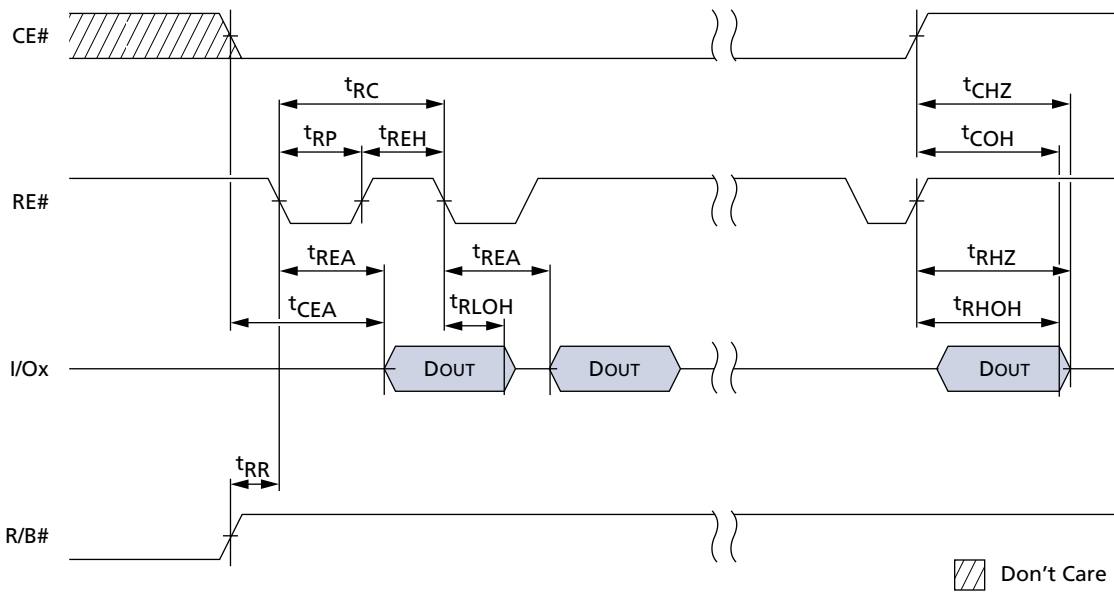 CE#
tRC
tCHZ
tRP
tREH
tCOH
RE#
tREA
tREA
tRHZ
tCEA
tRLOH
tRHOH
I/Ox
DOUT
DOUT
DOUT
tRR
R/B#
Don't Care